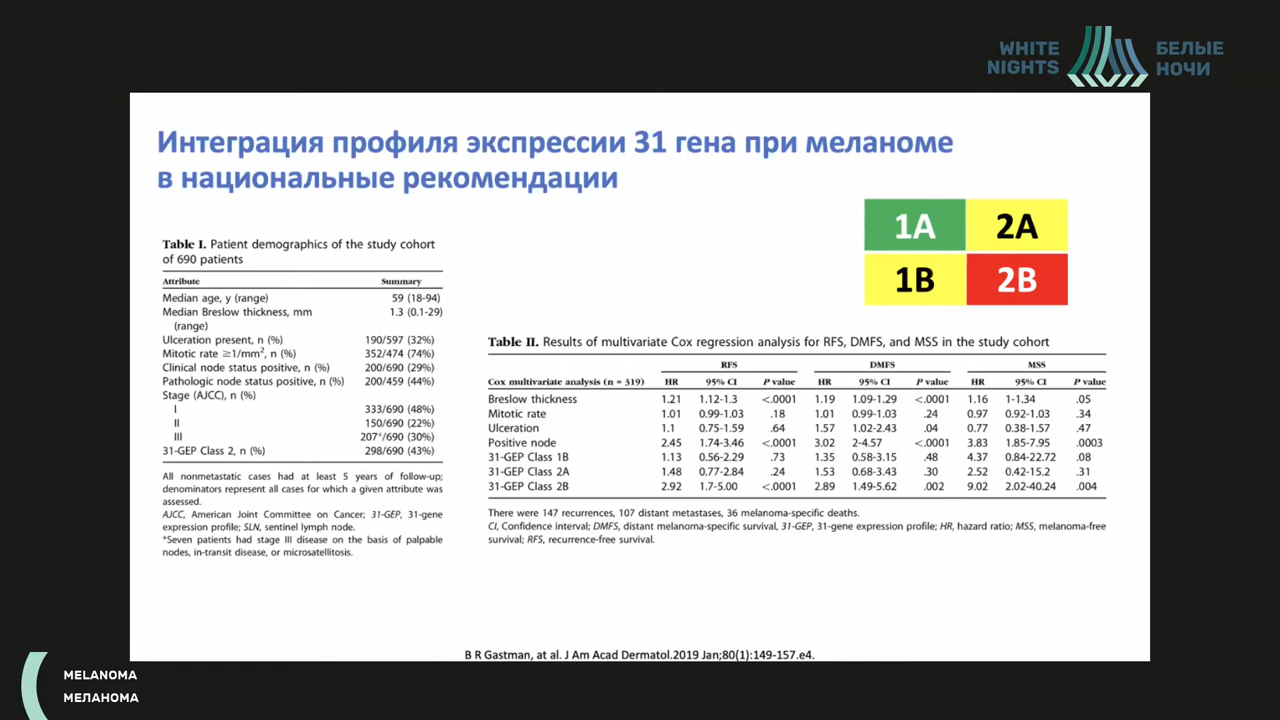 WHITE NIGHTS
БЕЛЫЕ НОЧИ
Интеграция профиля экспрессии 31 гена при меланоме
в национальные рекомендации
1A 2A
1B 2B
Table I. Patient demographics of the study cohort
of 690 patients
Attribute Summary
Median age, y (range) 59 (18-94)
Median Breslow thickness, mm 1.3 (0.1-29)
(range)
Ulceration present, n (%) 190/597 (32%)
Mitotic rate ≥1/mm², n (%) 352/474 (74%)
Clinical node status positive, n (%) 200/690 (29%)
Pathologic node status positive, n (%) 200/459 (44%)
Stage (AJCC), n (%)
I 333/690 (48%)
II 150/690 (22%)
III 207*/690 (30%)
31-GEP Class 2, n (%) 298/690 (43%)
All nonmetastatic cases had at least 5 years of follow-up;
denominators represent all cases for which a given attribute was
assessed.
AJCC, American Joint Committee on Cancer; 31-GEP, 31-gene
expression profile; SLN, sentinel lymph node.
*Seven patients had stage III disease on the basis of palpable
nodes, in-transit disease, or microsatellitosis.
Table II. Results of multivariate Cox regression analysis for RFS, DMFS, and MSS in the study cohort
RFS DMFS MSS
Cox multivariate analysis (n = 319) HR 95% CI P value HR 95% CI P value HR 95% CI P value
Breslow thickness 1.21 1.12-1.3 <.0001 1.19 1.09-1.29 <.0001 1.16 1-1.34 .05
Mitotic rate 1.01 0.99-1.03 .18 1.01 0.99-1.03 .24 0.97 0.92-1.03 .34
Ulceration 1.1 0.75-1.59 .64 1.57 1.02-2.43 .04 0.77 0.38-1.57 .47
Positive node 2.45 1.74-3.46 <.0001 3.02 2-4.57 <.0001 3.83 1.85-7.95 .0003
31-GEP Class 1B 1.13 0.56-2.29 .73 1.35 0.58-3.15 .48 4.37 0.84-22.72 .08
31-GEP Class 2A 1.48 0.77-2.84 .24 1.53 0.68-3.43 .30 2.52 0.42-15.2 .31
31-GEP Class 2B 2.92 1.7-5.00 <.0001 2.89 1.49-5.62 .002 9.02 2.02-40.24 .004
There were 147 recurrences, 107 distant metastases, 36 melanoma-specific deaths.
CI, Confidence interval; DMFS, distant melanoma-specific survival, 31-GEP, 31-gene expression profile; HR, hazard ratio; MSS, melanoma-free
survival; RFS, recurrence-free survival.
B R Gastman, at al. J Am Acad Dermatol.2019 Jan;80(1):149-157.e4.
MELANOMA
МЕЛАНОМА